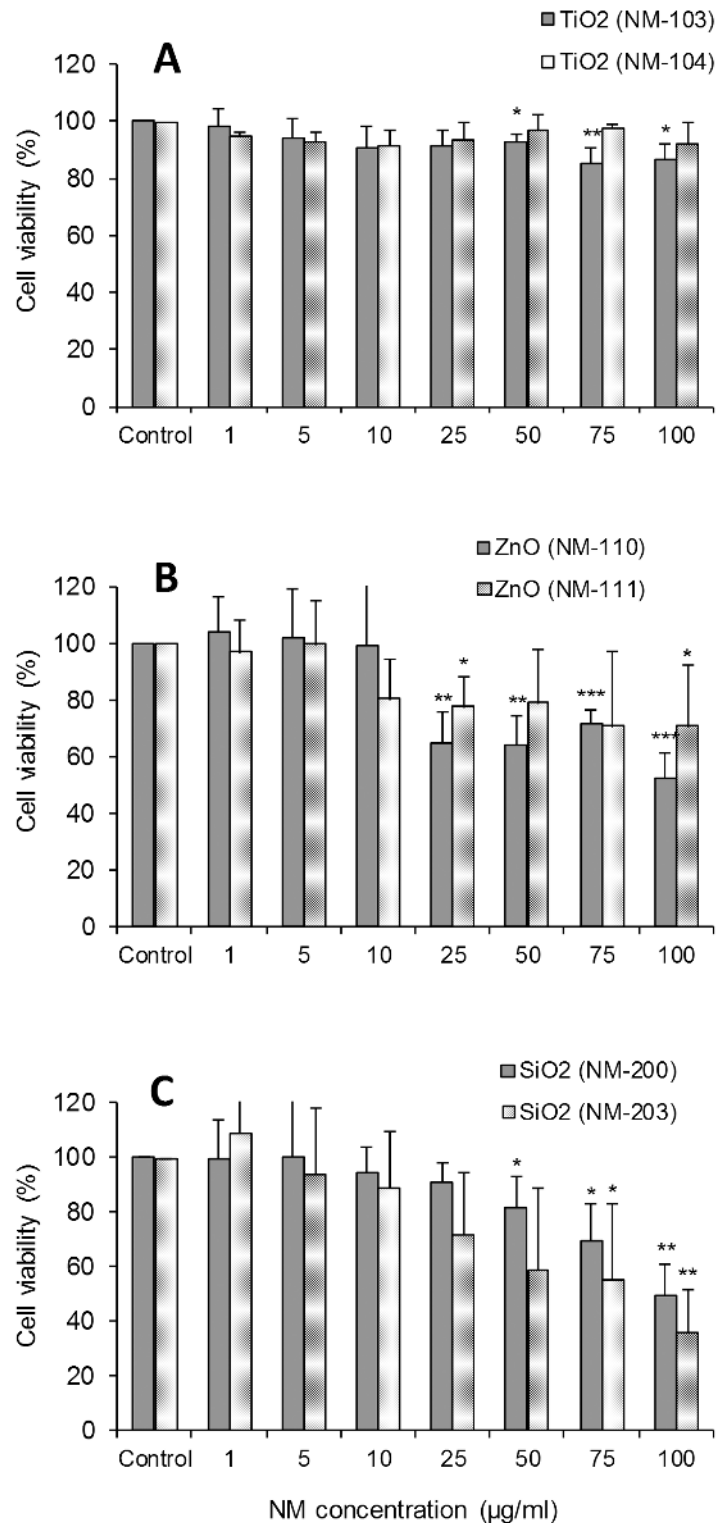 A
TiO2 (NM-103)
TiO2 (NM-104)
Cell viability (%)
120
100
80
60
40
20
0
* ** *
Control 1 5 10 25 50 75 100
B
ZnO (NM-110)
ZnO (NM-111)
Cell viability (%)
120
100
80
60
40
20
0
** * ** *** *** *
Control 1 5 10 25 50 75 100
C
SiO2 (NM-200)
SiO2 (NM-203)
Cell viability (%)
120
100
80
60
40
20
0
* * * ** **
Control 1 5 10 25 50 75 100
NM concentration (µg/ml)